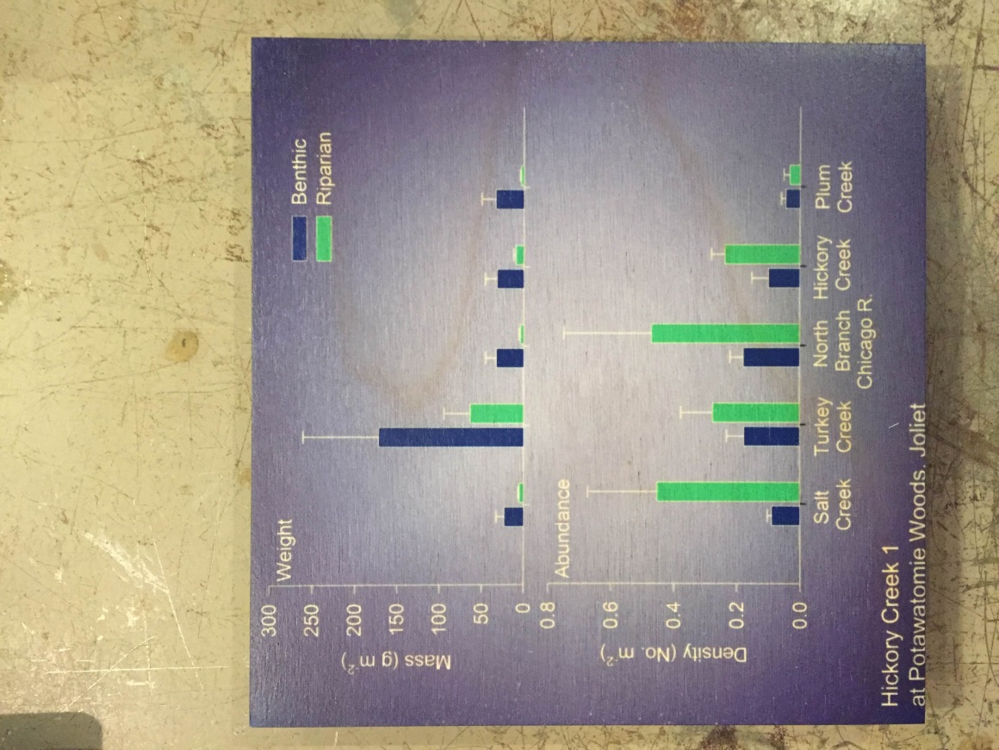 Weight
Benthic
Riparian
300
250
200
150
100
50
0
Mass (g m⁻²)
Abundance
0.8
0.6
0.4
0.2
0.0
Density (No. m⁻²)
Salt
Creek
Turkey
Creek
North
Branch
Chicago R.
Hickory
Creek
Plum
Creek
Hickory Creek 1
at Potawatomie Woods, Joliet